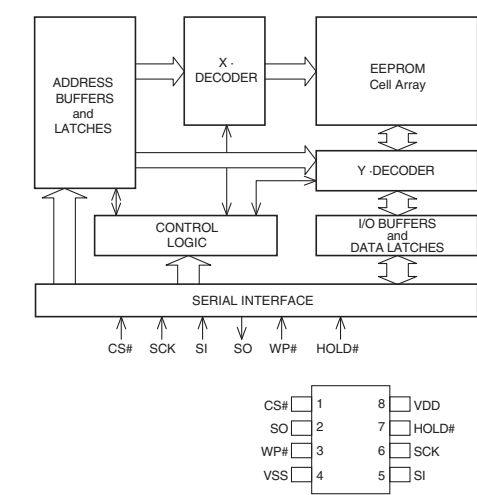 ADDRESS
BUFFERS
and
LATCHES
X ·
DECODER
EEPROM
Cell Array
Y ·DECODER
CONTROL
LOGIC
I/O BUFFERS
and
DATA LATCHES
SERIAL INTERFACE
CS# SCK SI SO WP# HOLD#
CS# 1 8 VDD
SO 2 7 HOLD#
WP# 3 6 SCK
VSS 4 5 SI